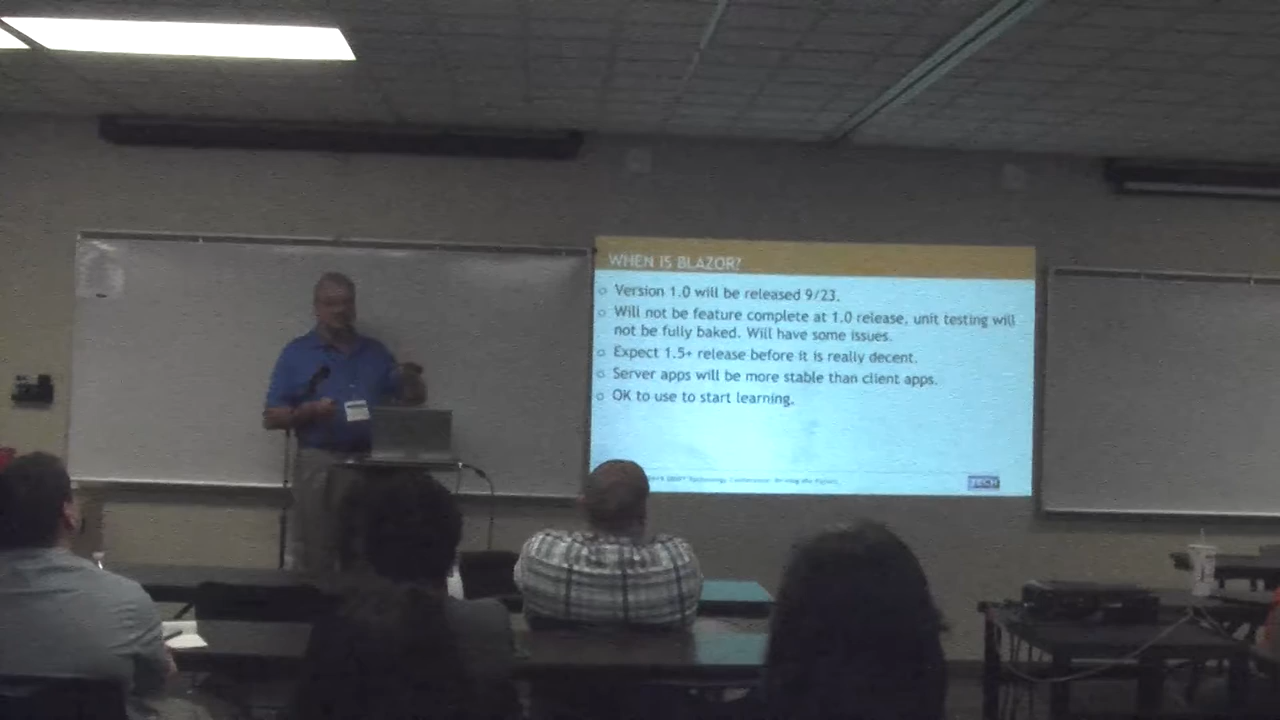 WHEN IS BLAZOR?
Version 1.0 will be released 9/23.
Will not be feature complete at 1.0 release, unit testing will
not be fully baked. Will have some issues.
Expect 1.5+ release before it is really decent.
Server apps will be more stable than client apps.
OK to use to start learning.
TECH